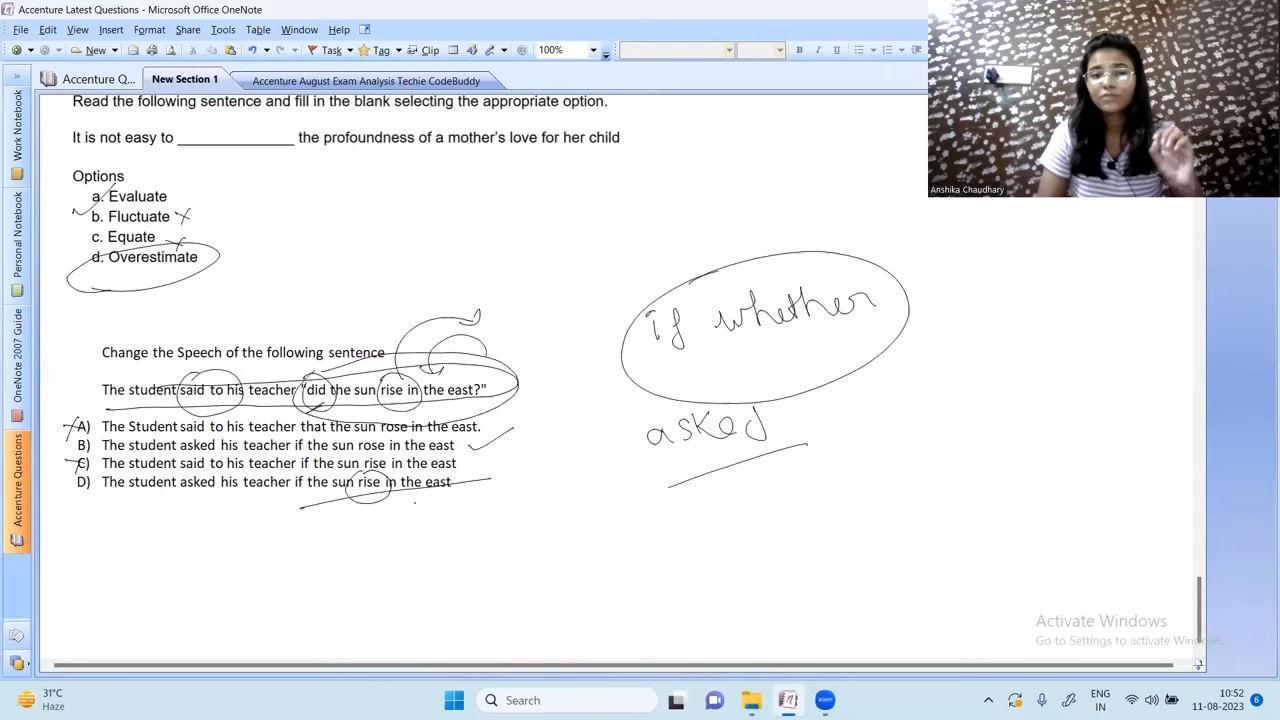 Accenture Latest Questions - Microsoft Office OneNote
File Edit View Insert Format Share Tools Table Window Help
New Task Tag Clip 100% B I U
Accenture Q... New Section 1 Accenture August Exam Analysis Techie CodeBuddy
Work Notebook
Personal Notebook
OneNote 2007 Guide
Accenture Questions
Read the following sentence and fill in the blank selecting the appropriate option.
It is not easy to ______________ the profoundness of a mother's love for her child
Options
a. Evaluate
b. Fluctuate
c. Equate
d. Overestimate
if whether
asked
Change the Speech of the following sentence
The student said to his teacher "did the sun rise in the east?"
A) The Student said to his teacher that the sun rose in the east.
B) The student asked his teacher if the sun rose in the east
C) The student said to his teacher if the sun rise in the east
D) The student asked his teacher if the sun rise in the east
Anshika Chaudhary
Activate Windows
Go to Settings to activate Windows.
31°C
Haze
Search
ENG
IN
10:52
11-08-2023
6